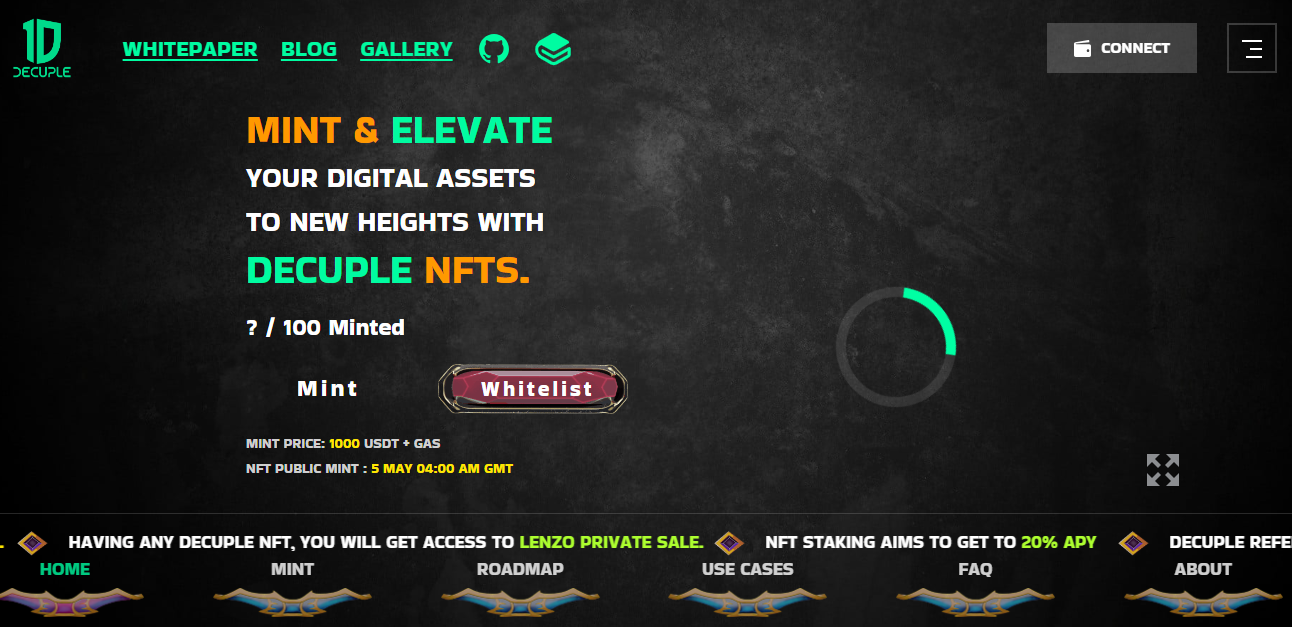 DECUPLE
WHITEPAPER BLOG GALLERY
CONNECT
MINT & ELEVATE
YOUR DIGITAL ASSETS
TO NEW HEIGHTS WITH
DECUPLE NFTS.
? / 100 Minted
Mint Whitelist
MINT PRICE: 1000 USDT + GAS
NFT PUBLIC MINT : 5 MAY 04:00 AM GMT
. HAVING ANY DECUPLE NFT, YOU WILL GET ACCESS TO LENZO PRIVATE SALE. NFT STAKING AIMS TO GET TO 20% APY DECUPLE REFE
HOME MINT ROADMAP USE CASES FAQ ABOUT